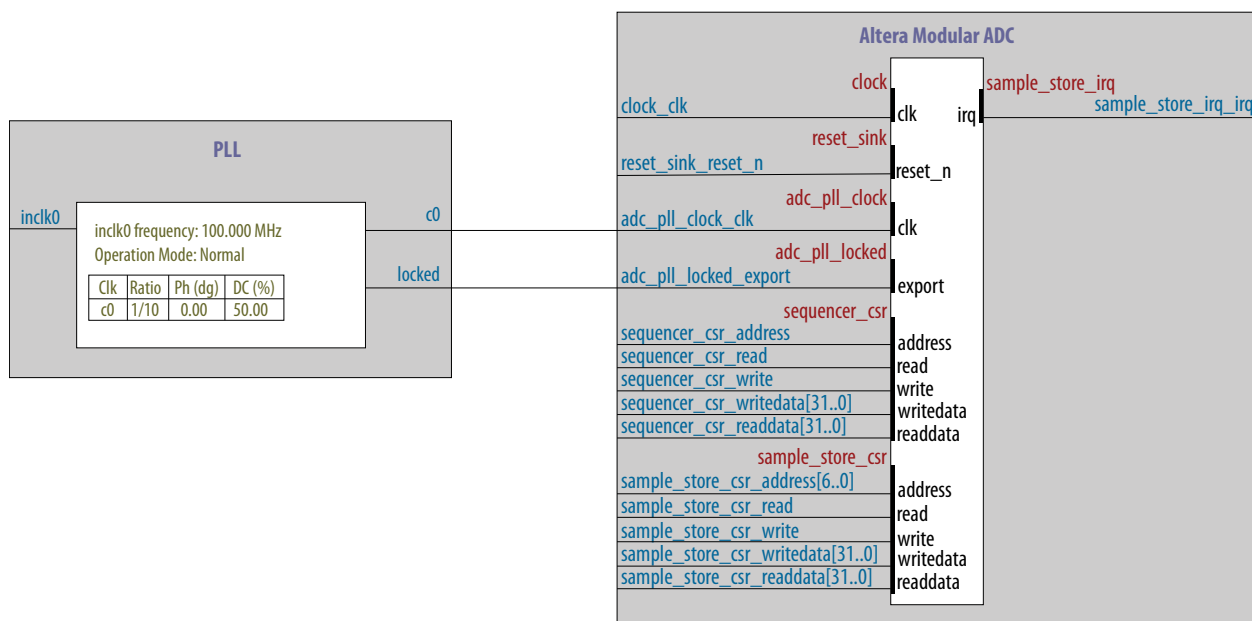 PLL
inclk0
inclk0 frequency: 100.000 MHz
Operation Mode: Normal
Clk Ratio Ph (dg) DC (%)
c0 1/10 0.00 50.00
c0
locked
Altera Modular ADC
clock
clock_clk
clk
irq
sample_store_irq
sample_store_irq_irq
reset_sink
reset_sink_reset_n
reset_n
adc_pll_clock
adc_pll_clock_clk
clk
adc_pll_locked
adc_pll_locked_export
export
sequencer_csr
sequencer_csr_address
address
sequencer_csr_read
read
sequencer_csr_write
write
sequencer_csr_writedata[31..0]
writedata
sequencer_csr_readdata[31..0]
readdata
sample_store_csr
sample_store_csr_address[6..0]
address
sample_store_csr_read
read
sample_store_csr_write
write
sample_store_csr_writedata[31..0]
writedata
sample_store_csr_readdata[31..0]
readdata